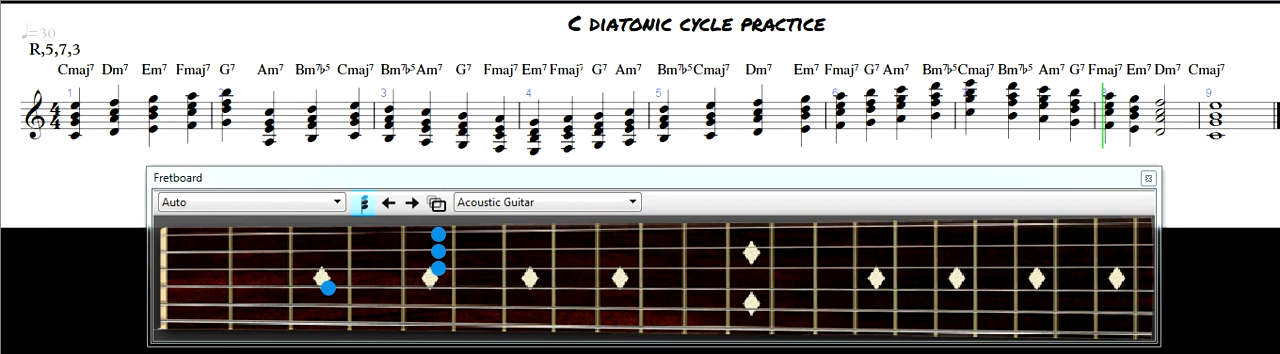 C DIATONIC CYCLE PRACTICE
♩=30
R,5,7,3
Cmaj⁷ Dm⁷ Em⁷ Fmaj⁷ G⁷ Am⁷ Bm⁷♭⁵ Cmaj⁷ Bm⁷♭⁵ Am⁷ G⁷ Fmaj⁷ Em⁷ Fmaj⁷ G⁷ Am⁷ Bm⁷♭⁵ Cmaj⁷ Dm⁷ Em⁷ Fmaj⁷ G⁷ Am⁷ Bm⁷♭⁵ Cmaj⁷ Bm⁷♭⁵ Am⁷ G⁷ Fmaj⁷ Em⁷ Dm⁷ Cmaj⁷
1 2 3 4 5 6 9
4
4
Fretboard
Auto Acoustic Guitar